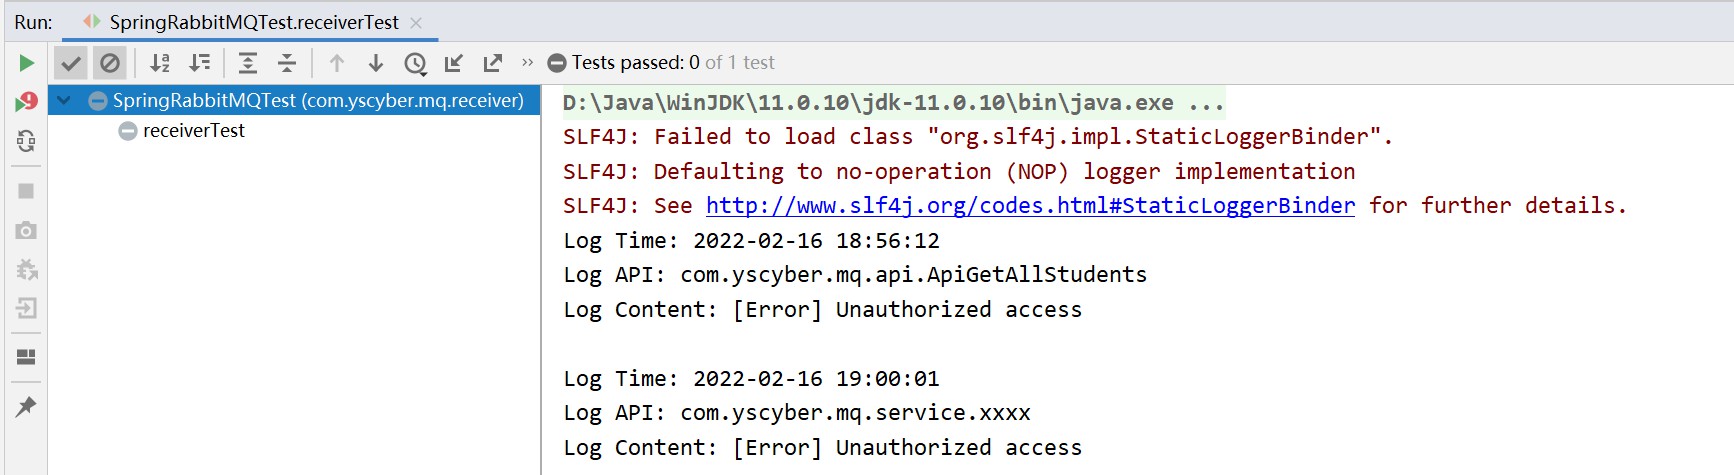 Run: SpringRabbitMQTest.receiverTest
Tests passed: 0 of 1 test
SpringRabbitMQTest (com.yscyber.mq.receiver)
receiverTest
D:\Java\WinJDK\11.0.10\jdk-11.0.10\bin\java.exe ...
SLF4J: Failed to load class "org.slf4j.impl.StaticLoggerBinder".
SLF4J: Defaulting to no-operation (NOP) logger implementation
SLF4J: See http://www.slf4j.org/codes.html#StaticLoggerBinder for further details.
Log Time: 2022-02-16 18:56:12
Log API: com.yscyber.mq.api.ApiGetAllStudents
Log Content: [Error] Unauthorized access
Log Time: 2022-02-16 19:00:01
Log API: com.yscyber.mq.service.xxxx
Log Content: [Error] Unauthorized access